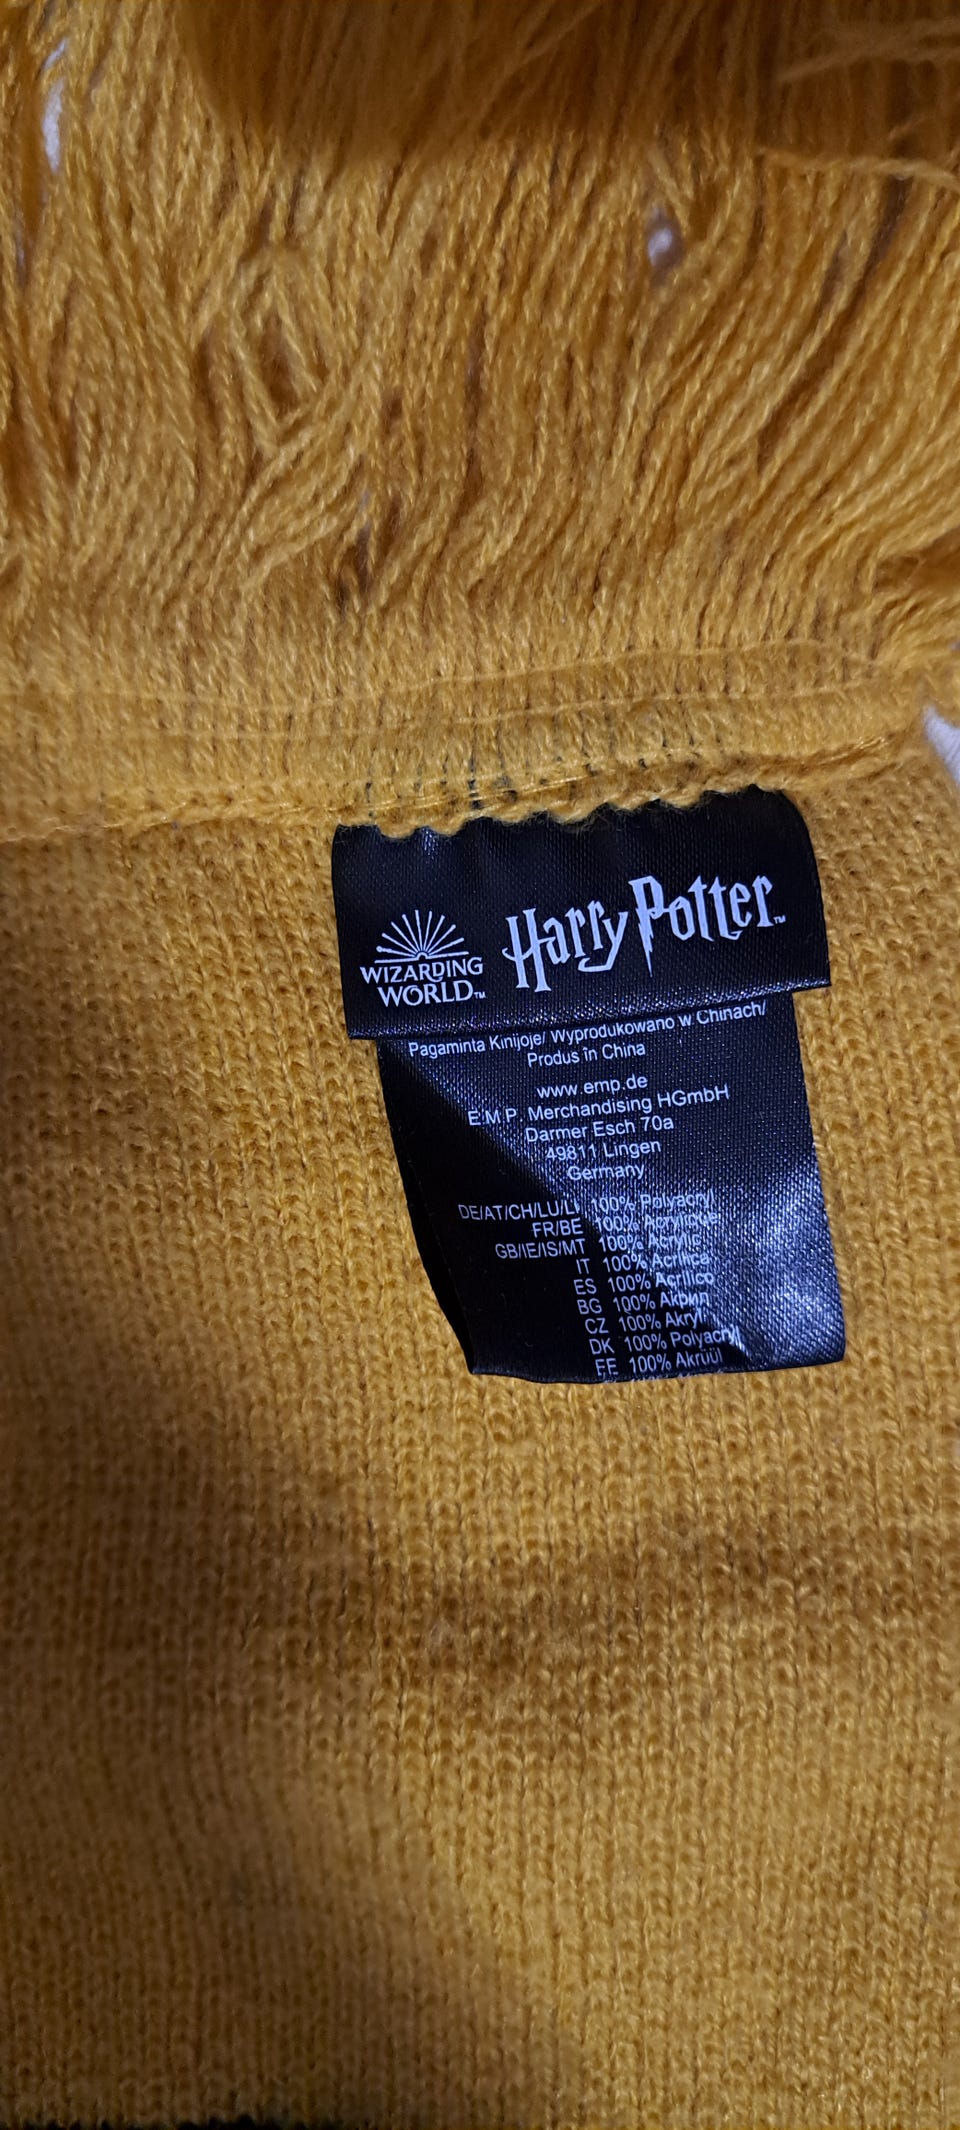 WIZARDING
WORLD™
Harry Potter™
Pagaminta Kinijoje/ Wyprodukowano w Chinach/
Produs în China
www.emp.de
E.M.P. Merchandising HGmbH
Darmer Esch 70a
49811 Lingen
Germany
DE/AT/CH/LU/LI 100% Polyacryl
FR/BE 100% Acrylique
GB/IE/IS/MT 100% Acrylic
IT 100% Acrilica
ES 100% Acrílico
BG 100% Акрил
CZ 100% Akryl
DK 100% Polyacryl
EE 100% Akrüül